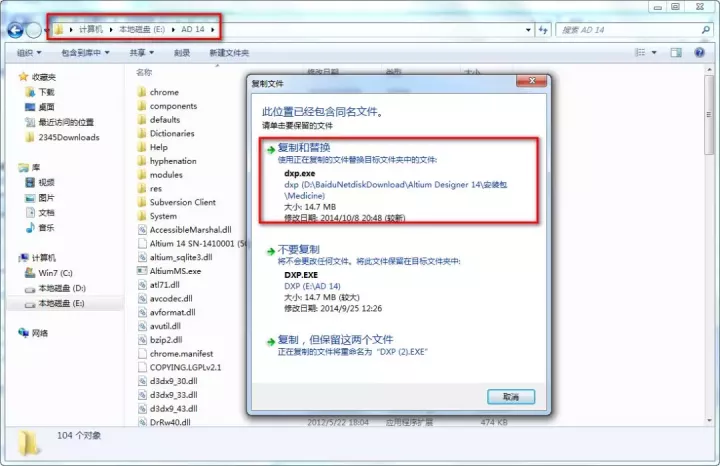 计算机 ▸ 本地磁盘 (E:) ▸ AD 14 ▸
搜索 AD 14
组织 包含到库中 共享 刻录 新建文件夹
收藏夹
下载
桌面
最近访问的位置
2345Downloads
库
视频
图片
文档
音乐
计算机
Win7 (C:)
本地磁盘 (D:)
本地磁盘 (E:)
网络
名称 修改日期 类型 大小
chrome
components
defaults
Dictionaries
Help
hyphenation
modules
res
Subversion Client
System
AccessibleMarshal.dll
Altium 14 SN-1410001 (50
altium_sqlite3.dll
AltiumMS.exe
atl71.dll
avcodec.dll
avformat.dll
avutil.dll
bzip2.dll
chrome.manifest
COPYING.LGPLv2.1
d3dx9_30.dll
d3dx9_33.dll
d3dx9_43.dll
DrRw40.dll 2012/5/22 18:04 应用程序扩展 474 KB
复制文件
此位置已经包含同名文件。
请单击要保留的文件
复制和替换
使用正在复制的文件替换目标文件夹中的文件:
dxp.exe
dxp (D:\BaiduNetdiskDownload\Altium Designer 14\安装包
\Medicine)
大小: 14.7 MB
修改日期: 2014/10/8 20:48 (较新)
不要复制
将不会更改任何文件。将此文件保留在目标文件夹中:
DXP.EXE
DXP (E:\AD 14)
大小: 14.7 MB (较大)
修改日期: 2014/9/25 12:26
复制，但保留这两个文件
正在复制的文件将重命名为“DXP (2).EXE”
取消
104 个对象